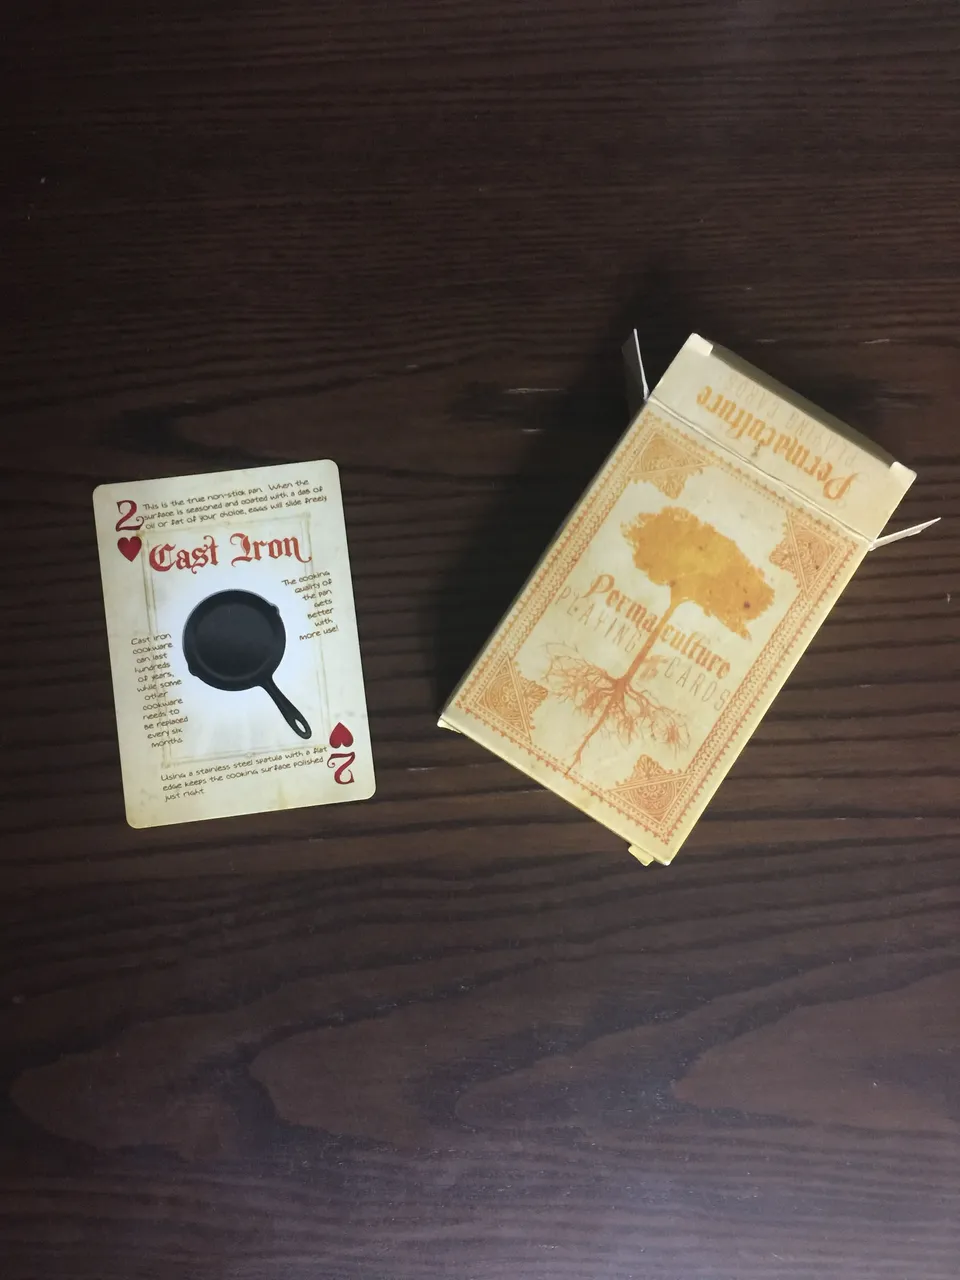 2
This is the true non-stick pan. When the
surface is seasoned and coated with a dab of
oil or fat of your choice, eggs will slide freely
Cast Iron
The cooking
quality of
the pan
gets
better
with
more use!
Cast iron
cookware
can last
hundreds
of years,
while some
other
cookware
needs to
be replaced
every six
months
Using a stainless steel spatula with a flat
edge keeps the cooking surface polished
just right
2
Permaculture
PLAYING CARDS
Permaculture
PLAYING CARDS